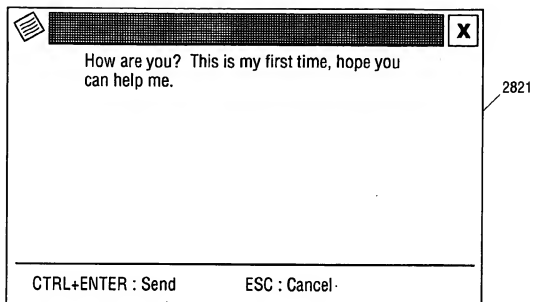 X
How are you? This is my first time, hope you
can help me.
2821
CTRL+ENTER : Send ESC : Cancel